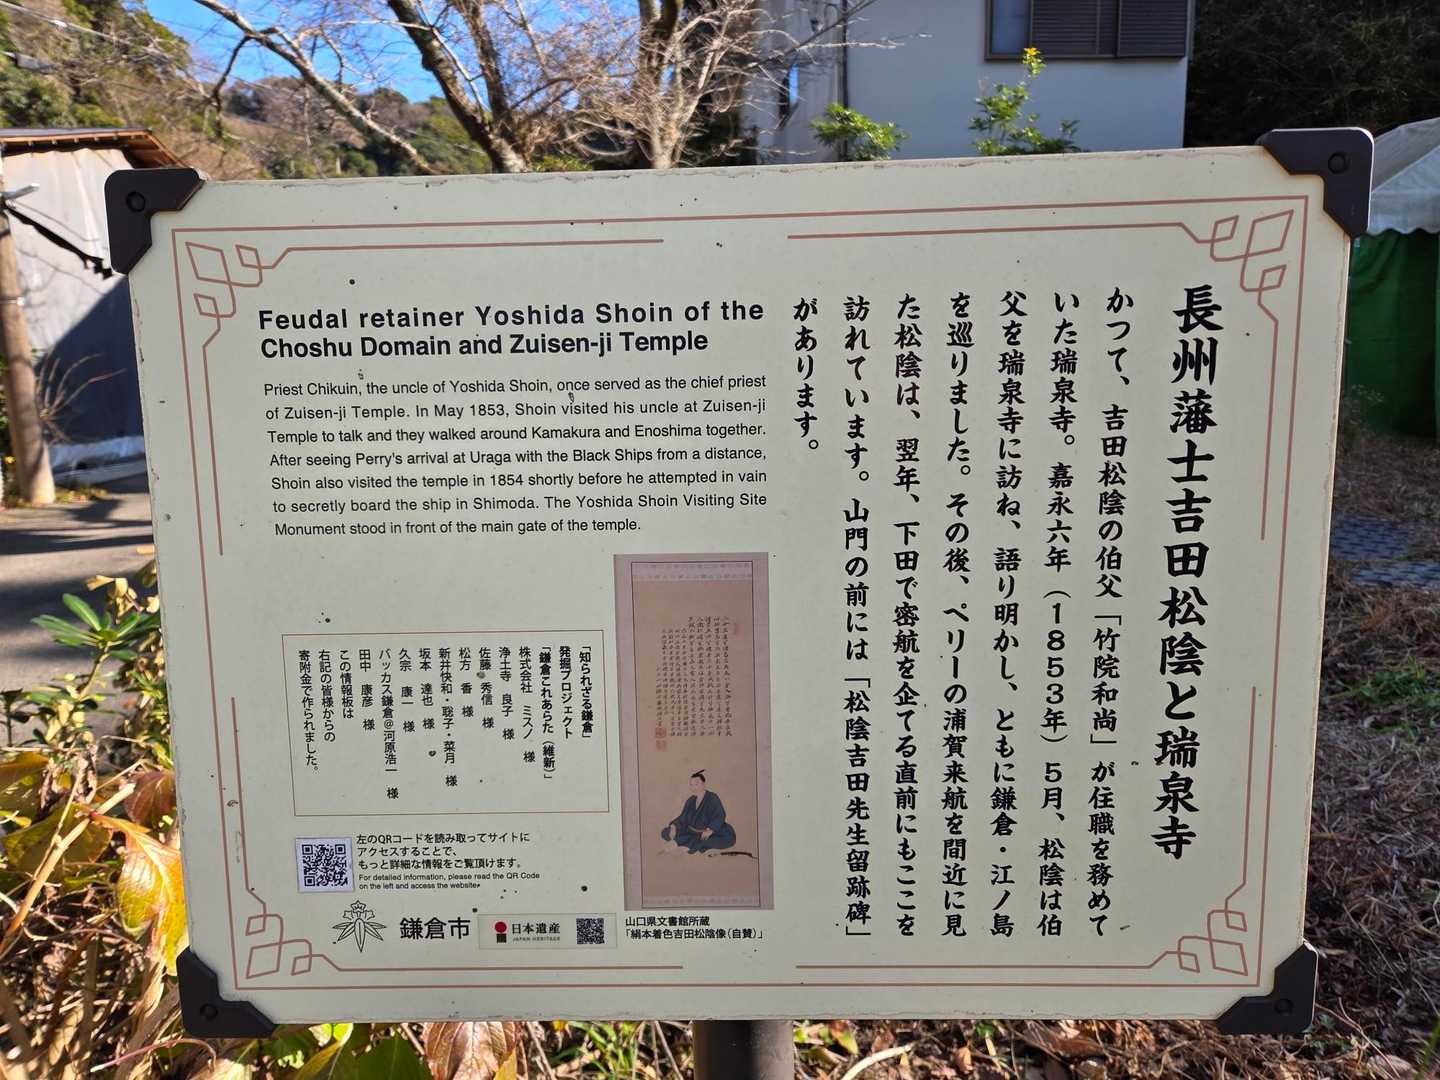 長州藩士吉田松陰と瑞泉寺
かつて、吉田松陰の伯父「竹院和尚」が住職を務めて
いた瑞泉寺。嘉永六年（1853年）5月、松陰は伯
父を瑞泉寺に訪ね、語り明かし、ともに鎌倉・江ノ島
を巡りました。その後、ペリーの浦賀来航を間近に見
た松陰は、翌年、下田で密航を企てる直前にもここを
訪れています。山門の前には「松陰吉田先生留跡碑」
があります。
Feudal retainer Yoshida Shoin of the
Choshu Domain and Zuisen-ji Temple
Priest Chikuin, the uncle of Yoshida Shoin, once served as the chief priest
of Zuisen-ji Temple. In May 1853, Shoin visited his uncle at Zuisen-ji
Temple to talk and they walked around Kamakura and Enoshima together.
After seeing Perry's arrival at Uraga with the Black Ships from a distance,
Shoin also visited the temple in 1854 shortly before he attempted in vain
to secretly board the ship in Shimoda. The Yoshida Shoin Visiting Site
Monument stood in front of the main gate of the temple.
「知られざる鎌倉」
発掘プロジェクト
「鎌倉これあらた（維新）」
株式会社 ミスノ 様
浄土寺 良子 様
佐藤 秀信 様
松方 香 様
新井快和・聡子・菜月 様
坂本 達也 様
久宗 康一 様
バッカス鎌倉@河原浩一 様
田中 康彦 様
この情報板は
右記の皆様からの
寄附金で作られました。
左のQRコードを読み取ってサイトに
アクセスすることで、
もっと詳細な情報をご覧頂けます。
For detailed information, please read the QR Code
on the left and access the website.
鎌倉市
日本遺産
JAPAN HERITAGE
山口県文書館所蔵
「絹本着色吉田松陰像（自賛）」